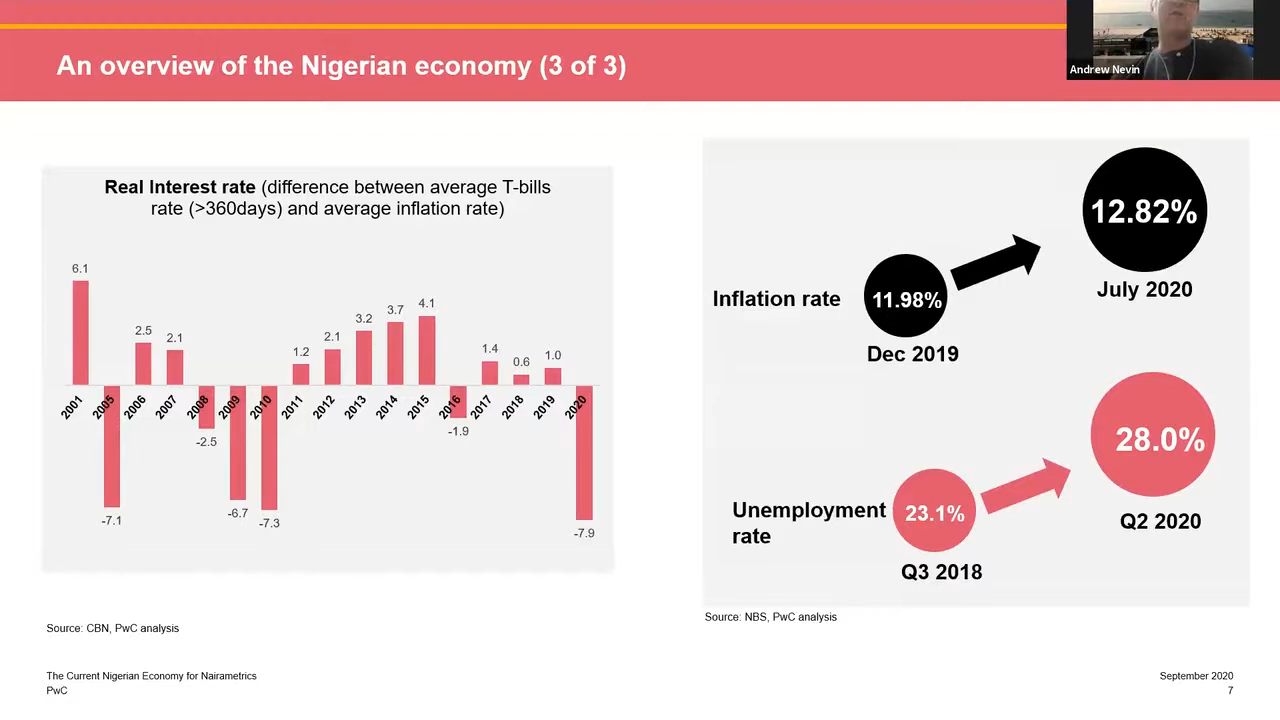 An overview of the Nigerian economy (3 of 3)
Andrew Nevin
Real Interest rate (difference between average T-bills
rate (>360days) and average inflation rate)
6.1
-7.1
2.5
2.1
-2.5
-6.7
-7.3
1.2
2.1
3.2
3.7
4.1
-1.9
1.4
0.6
1.0
-7.9
2001
2005
2006
2007
2008
2009
2010
2011
2012
2013
2014
2015
2016
2017
2018
2019
2020
Source: CBN, PwC analysis
Inflation rate
11.98%
Dec 2019
12.82%
July 2020
Unemployment
rate
23.1%
Q3 2018
28.0%
Q2 2020
Source: NBS, PwC analysis
The Current Nigerian Economy for Nairametrics
PwC
September 2020
7